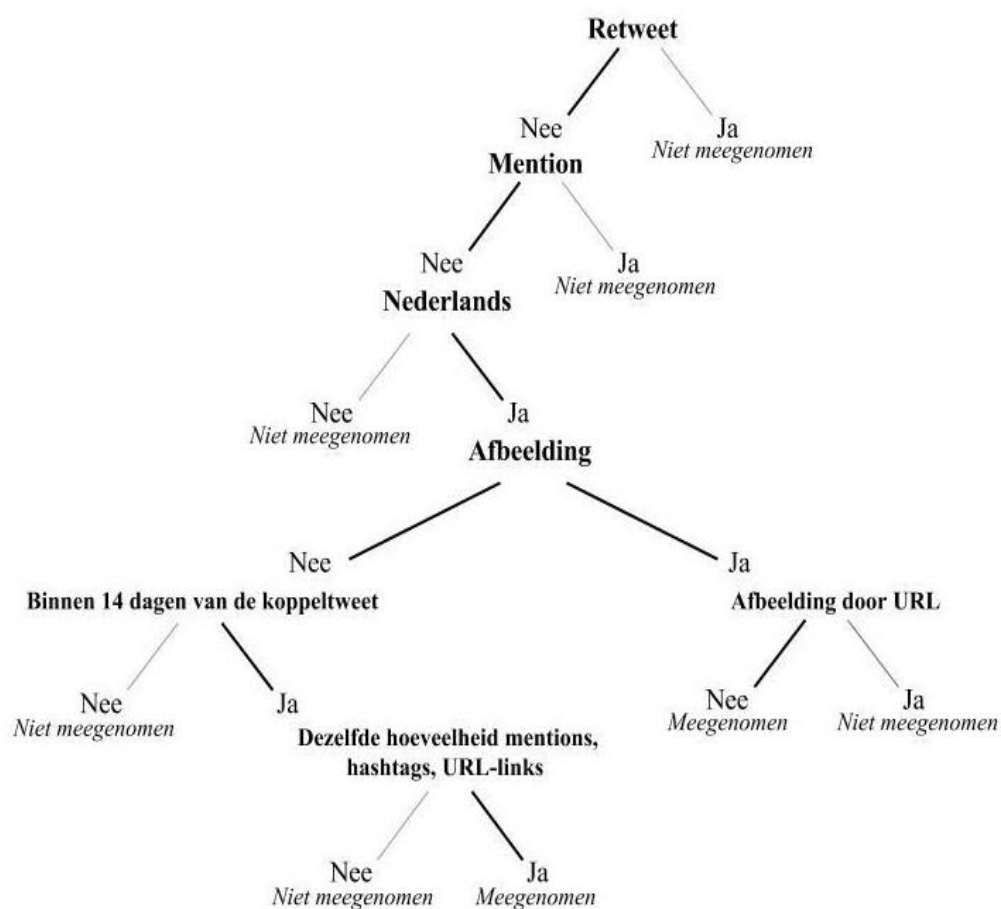 Retweet
Nee
Ja
Niet meegenomen
Mention
Nee
Ja
Niet meegenomen
Nederlands
Nee
Niet meegenomen
Ja
Afbeelding
Nee
Ja
Binnen 14 dagen van de koppeltweet
Afbeelding door URL
Nee
Niet meegenomen
Ja
Nee
Meegenomen
Ja
Niet meegenomen
Dezelfde hoeveelheid mentions,
hashtags, URL-links
Nee
Niet meegenomen
Ja
Meegenomen